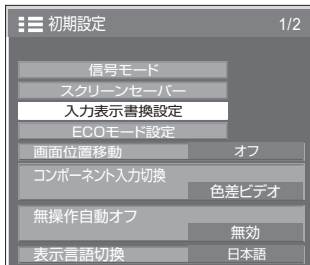 初期設定 1/2
信号モード
スクリーンセーバー
入力表示書換設定
ECOモード設定
画面位置移動 オフ
コンポーネント入力切換
色差ビデオ
無操作自動オフ
無効
表示言語切換 日本語